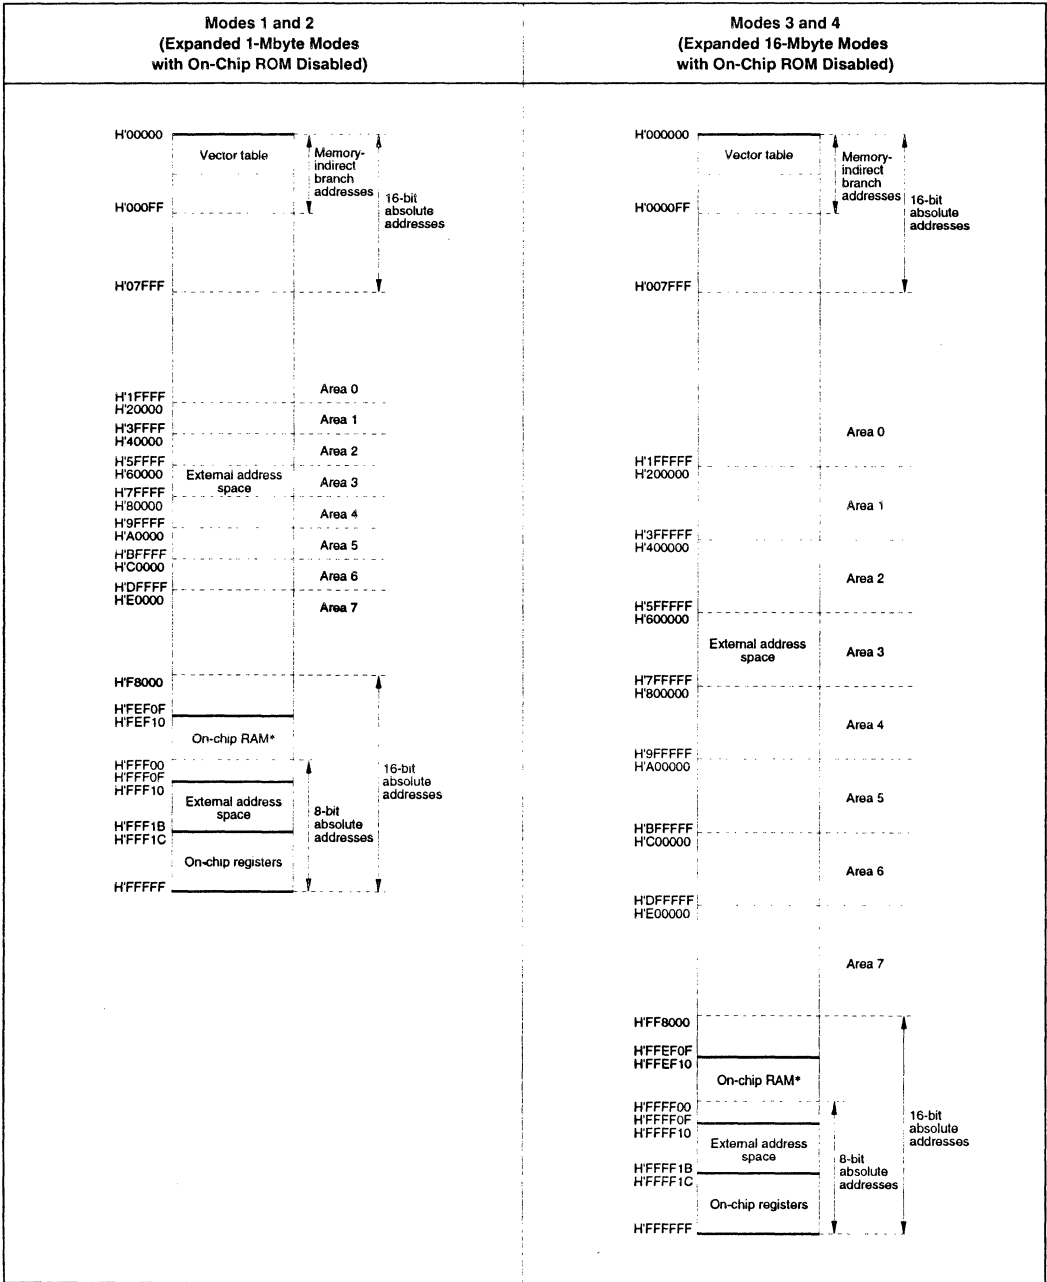 Modes 1 and 2
(Expanded 1-Mbyte Modes
with On-Chip ROM Disabled)
H'00000
Vector table
Memory-
indirect
branch
addresses
16-bit
absolute
addresses
H'000FF
H'07FFF
H'1FFFF
H'20000
H'3FFFF
H'40000
H'5FFFF
H'60000
H'7FFFF
H'80000
H'9FFFF
H'A0000
H'BFFFF
H'C0000
H'DFFFF
H'E0000
External address
space
Area 0
Area 1
Area 2
Area 3
Area 4
Area 5
Area 6
Area 7
H'F8000
H'FEF0F
H'FEF10
On-chip RAM*
H'FFF00
H'FFF0F
H'FFF10
External address
space
H'FFF1B
H'FFF1C
On-chip registers
H'FFFFF
8-bit
absolute
addresses
16-bit
absolute
addresses
Modes 3 and 4
(Expanded 16-Mbyte Modes
with On-Chip ROM Disabled)
H'000000
Vector table
Memory-
indirect
branch
addresses
16-bit
absolute
addresses
H'0000FF
H'007FFF
H'1FFFFF
H'200000
H'3FFFFF
H'400000
H'5FFFFF
H'600000
External address
space
H'7FFFFF
H'800000
H'9FFFFF
H'A00000
H'BFFFFF
H'C00000
H'DFFFFF
H'E00000
Area 0
Area 1
Area 2
Area 3
Area 4
Area 5
Area 6
Area 7
H'FF8000
H'FFEF0F
H'FFEF10
On-chip RAM*
H'FFFF00
H'FFFF0F
H'FFFF10
External address
space
H'FFFF1B
H'FFFF1C
On-chip registers
H'FFFFFF
8-bit
absolute
addresses
16-bit
absolute
addresses